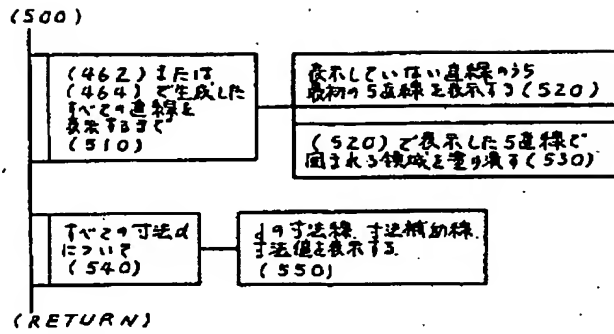 (500)
(462)または
(464)で生成した
すべての直線を
表示するまで
(510)
表示していない直線のうち
最初の5直線を表示する(520)
(520)で表示した5直線で
囲まれる領域を塗り潰す(530)
すべての寸法d
について
(540)
dの寸法線、寸法補助線、
寸法値を表示する
(550)
(RETURN)